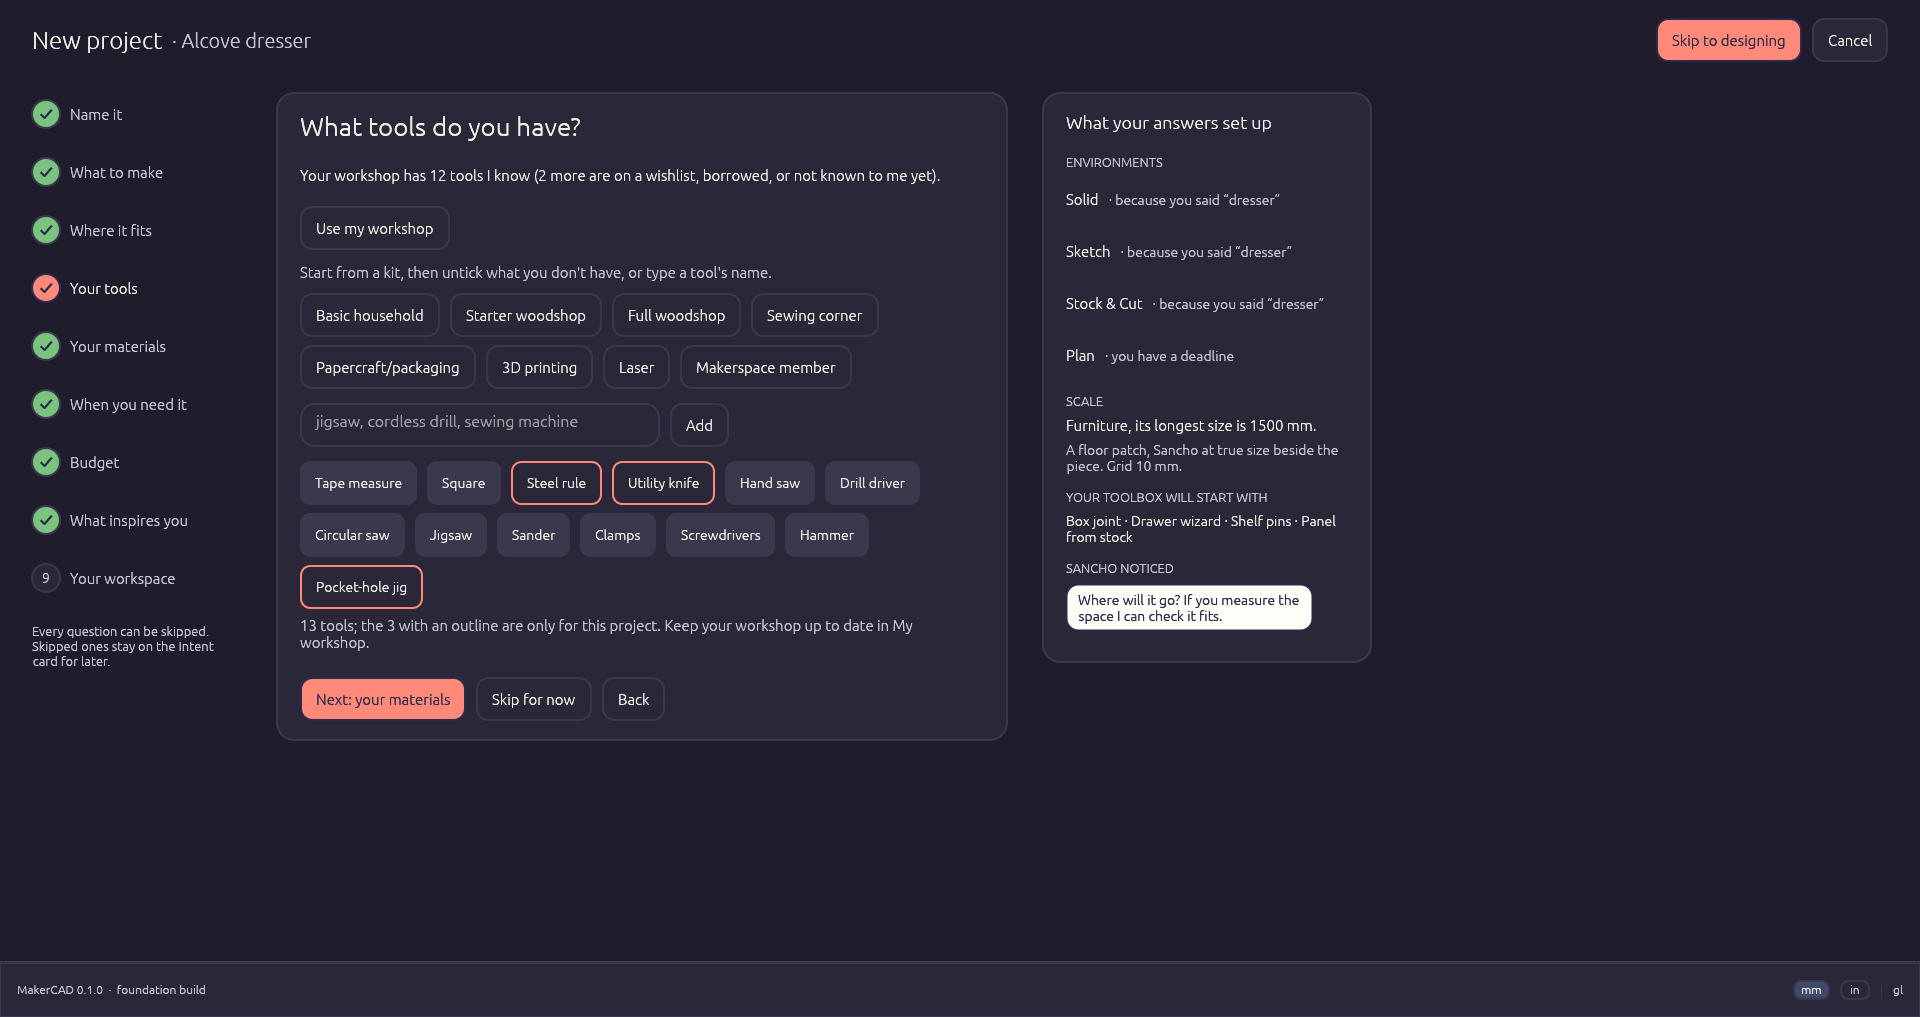 New project · Alcove dresser
Skip to designing
Cancel
Name it
What to make
Where it fits
Your tools
Your materials
When you need it
Budget
What inspires you
9 Your workspace
Every question can be skipped.
Skipped ones stay on the Intent
card for later.
What tools do you have?
Your workshop has 12 tools I know (2 more are on a wishlist, borrowed, or not known to me yet).
Use my workshop
Start from a kit, then untick what you don't have, or type a tool's name.
Basic household Starter woodshop Full woodshop Sewing corner
Papercraft/packaging 3D printing Laser Makerspace member
jigsaw, cordless drill, sewing machine Add
Tape measure Square Steel rule Utility knife Hand saw Drill driver
Circular saw Jigsaw Sander Clamps Screwdrivers Hammer
Pocket-hole jig
13 tools; the 3 with an outline are only for this project. Keep your workshop up to date in My
workshop.
Next: your materials Skip for now Back
What your answers set up
ENVIRONMENTS
Solid · because you said “dresser”
Sketch · because you said “dresser”
Stock & Cut · because you said “dresser”
Plan · you have a deadline
SCALE
Furniture, its longest size is 1500 mm.
A floor patch, Sancho at true size beside the
piece. Grid 10 mm.
YOUR TOOLBOX WILL START WITH
Box joint · Drawer wizard · Shelf pins · Panel
from stock
SANCHO NOTICED
Where will it go? If you measure the
space I can check it fits.
MakerCAD 0.1.0 · foundation build
mm in gl